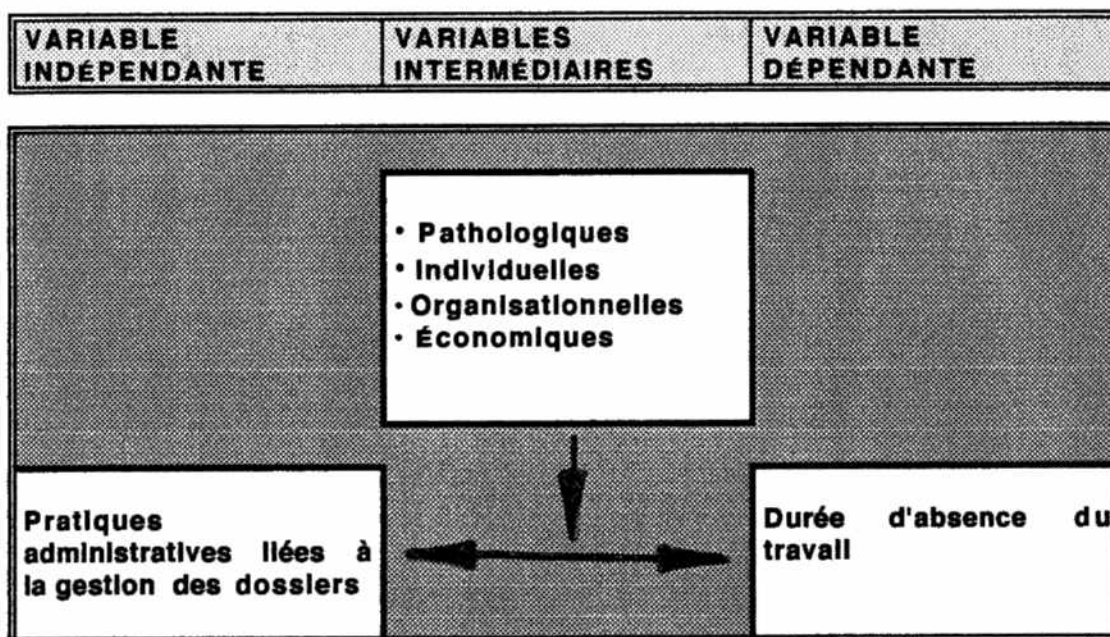 VARIABLE
INDÉPENDANTE
VARIABLES
INTERMÉDIAIRES
VARIABLE
DÉPENDANTE
• Pathologiques
• Individuelles
• Organisationnelles
• Économiques
Pratiques
administratives liées à
la gestion des dossiers
Durée d'absence du
travail